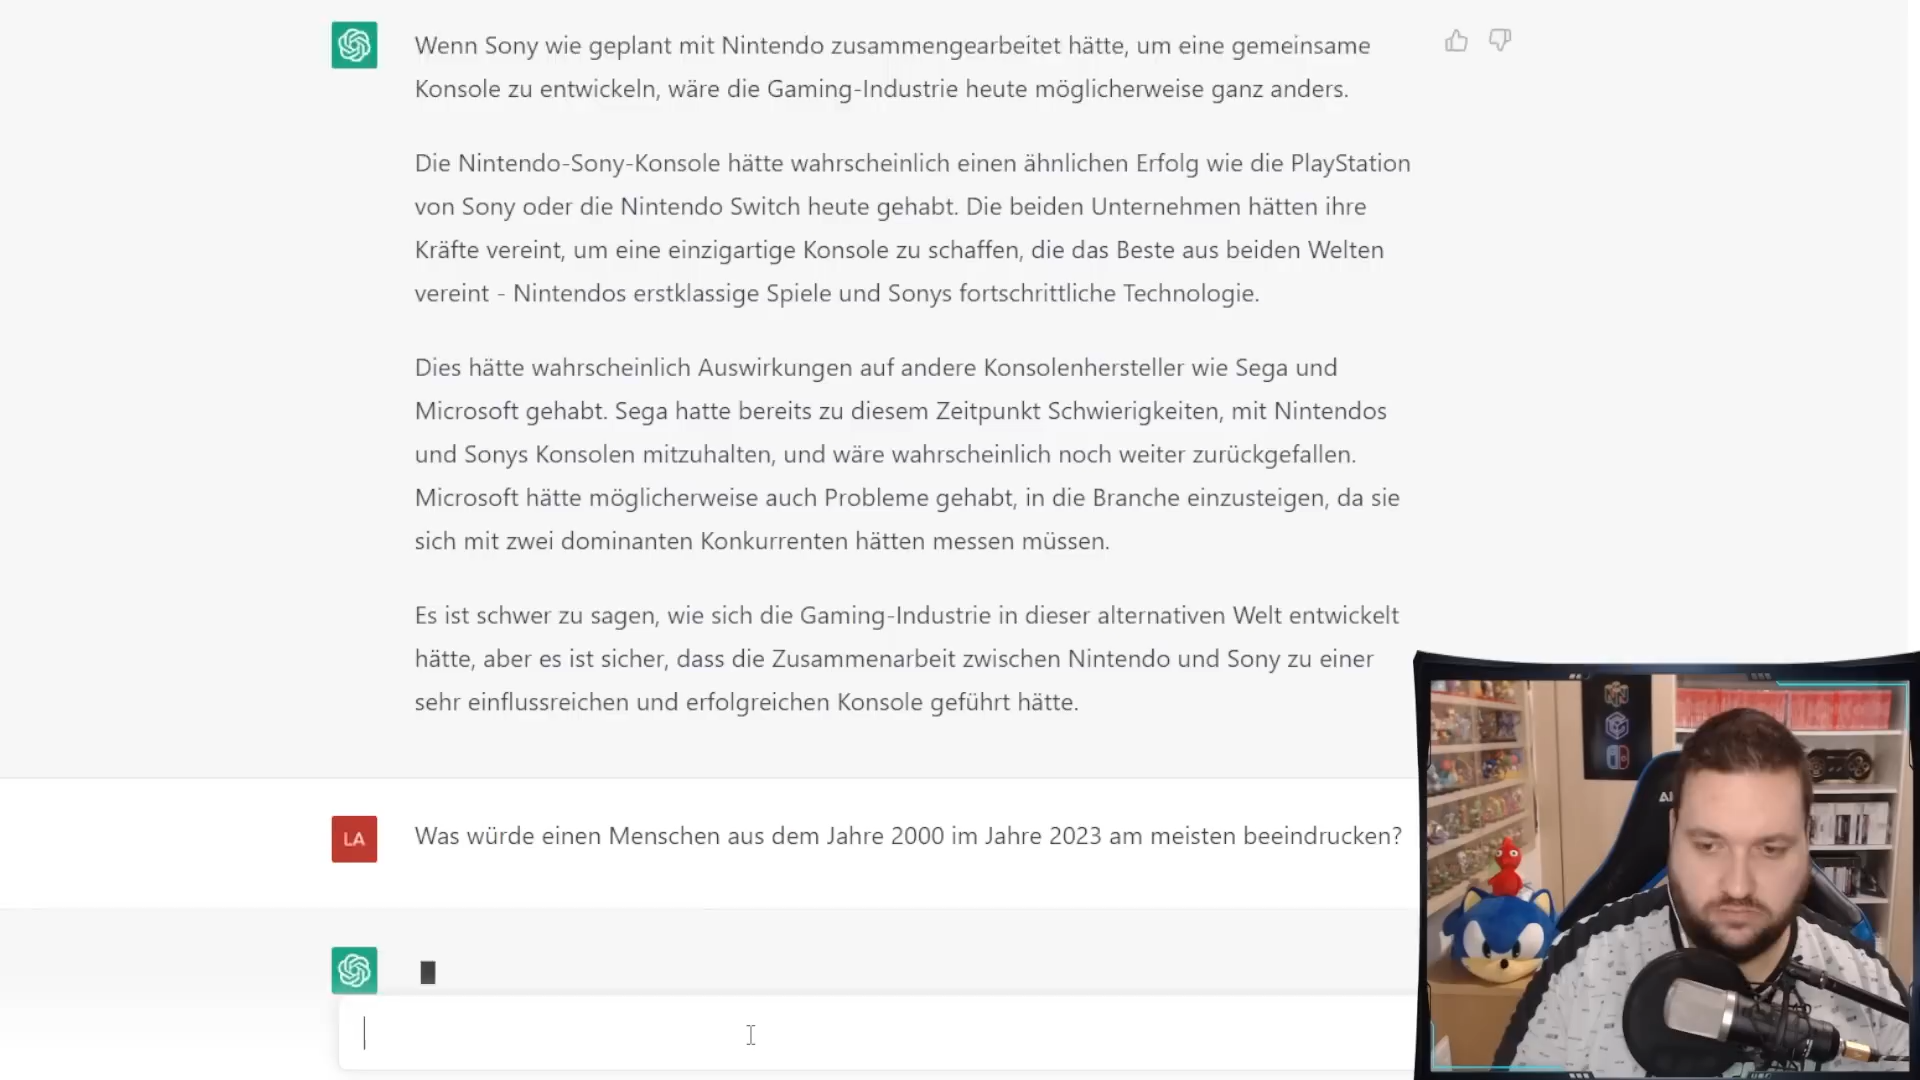 Wenn Sony wie geplant mit Nintendo zusammengearbeitet hätte, um eine gemeinsame
Konsole zu entwickeln, wäre die Gaming-Industrie heute möglicherweise ganz anders.
Die Nintendo-Sony-Konsole hätte wahrscheinlich einen ähnlichen Erfolg wie die PlayStation
von Sony oder die Nintendo Switch heute gehabt. Die beiden Unternehmen hätten ihre
Kräfte vereint, um eine einzigartige Konsole zu schaffen, die das Beste aus beiden Welten
vereint - Nintendos erstklassige Spiele und Sonys fortschrittliche Technologie.
Dies hätte wahrscheinlich Auswirkungen auf andere Konsolenhersteller wie Sega und
Microsoft gehabt. Sega hatte bereits zu diesem Zeitpunkt Schwierigkeiten, mit Nintendos
und Sonys Konsolen mitzuhalten, und wäre wahrscheinlich noch weiter zurückgefallen.
Microsoft hätte möglicherweise auch Probleme gehabt, in die Branche einzusteigen, da sie
sich mit zwei dominanten Konkurrenten hätten messen müssen.
Es ist schwer zu sagen, wie sich die Gaming-Industrie in dieser alternativen Welt entwickelt
hätte, aber es ist sicher, dass die Zusammenarbeit zwischen Nintendo und Sony zu einer
sehr einflussreichen und erfolgreichen Konsole geführt hätte.
LA
Was würde einen Menschen aus dem Jahre 2000 im Jahre 2023 am meisten beeindrucken?